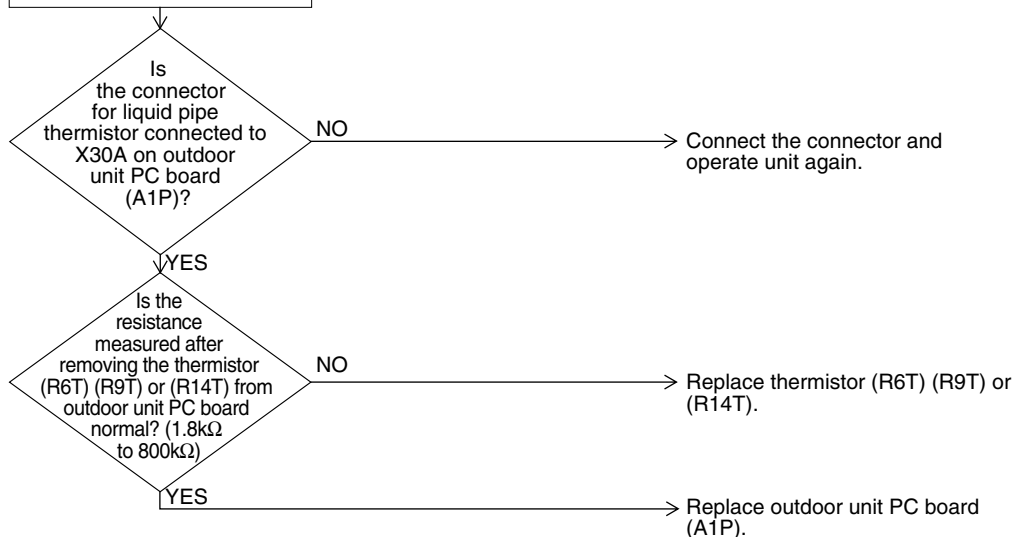 Is
the connector
for liquid pipe
thermistor connected to
X30A on outdoor
unit PC board
(A1P)?
NO
Connect the connector and
operate unit again.
YES
Is the
resistance
measured after
removing the thermistor
(R6T) (R9T) or (R14T) from
outdoor unit PC board
normal? (1.8kΩ
to 800kΩ)
NO
Replace thermistor (R6T) (R9T) or
(R14T).
YES
Replace outdoor unit PC board
(A1P).